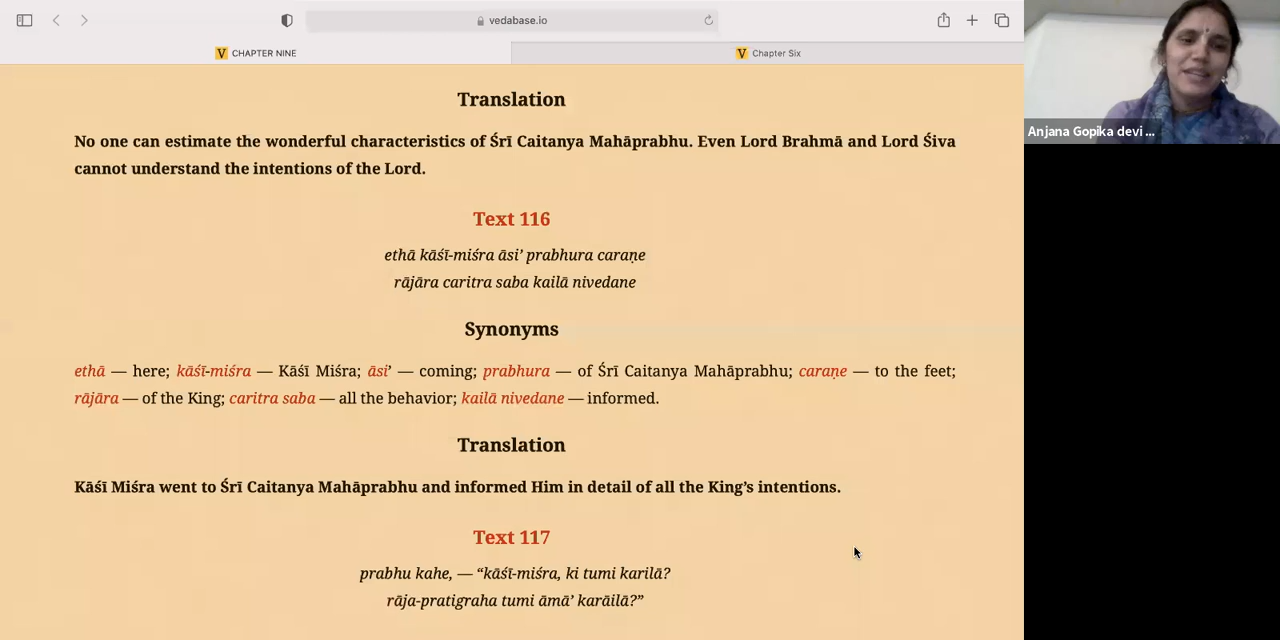 vedabase.io
CHAPTER NINE
Chapter Six
Translation
No one can estimate the wonderful characteristics of Śrī Caitanya Mahāprabhu. Even Lord Brahmā and Lord Śiva
cannot understand the intentions of the Lord.
Text 116
ethā kāśī-miśra āsi’ prabhura caraṇe
rājāra caritra saba kailā nivedane
Synonyms
ethā — here; kāśī-miśra — Kāśī Miśra; āsi’ — coming; prabhura — of Śrī Caitanya Mahāprabhu; caraṇe — to the feet;
rājāra — of the King; caritra saba — all the behavior; kailā nivedane — informed.
Translation
Kāśī Miśra went to Śrī Caitanya Mahāprabhu and informed Him in detail of all the King’s intentions.
Text 117
prabhu kahe, — “kāśī-miśra, ki tumi karilā?
rāja-pratigraha tumi āmā’ karāilā?”
Anjana Gopika devi ...